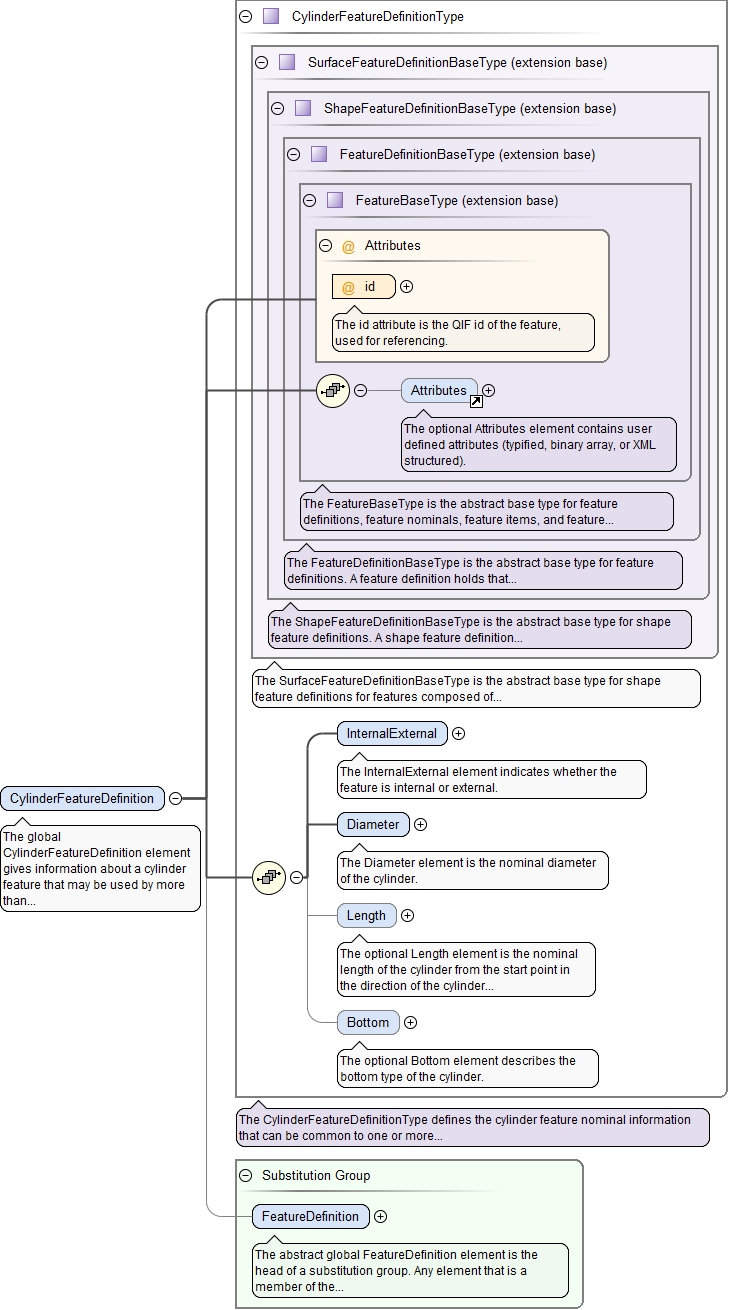 CylinderFeatureDefinitionType
SurfaceFeatureDefinitionBaseType (extension base)
ShapeFeatureDefinitionBaseType (extension base)
FeatureDefinitionBaseType (extension base)
FeatureBaseType (extension base)
@ Attributes
@ id
The id attribute is the QIF id of the feature,
used for referencing.
Attributes
The optional Attributes element contains user
defined attributes (typified, binary array, or XML
structured).
The FeatureBaseType is the abstract base type for feature
definitions, feature nominals, feature items, and feature...
The FeatureDefinitionBaseType is the abstract base type for feature
definitions. A feature definition holds that...
The ShapeFeatureDefinitionBaseType is the abstract base type for shape
feature definitions. A shape feature definition...
The SurfaceFeatureDefinitionBaseType is the abstract base type for shape
feature definitions for features composed of...
InternalExternal
The InternalExternal element indicates whether the
feature is internal or external.
CylinderFeatureDefinition
The global
CylinderFeatureDefinition element
gives information about a cylinder
feature that may be used by more
than...
Diameter
The Diameter element is the nominal diameter
of the cylinder.
Length
The optional Length element is the nominal
length of the cylinder from the start point in
the direction of the cylinder...
Bottom
The optional Bottom element describes the
bottom type of the cylinder.
The CylinderFeatureDefinitionType defines the cylinder feature nominal information
that can be common to one or more...
Substitution Group
FeatureDefinition
The abstract global FeatureDefinition element is the
head of a substitution group. Any element that is a
member of the...